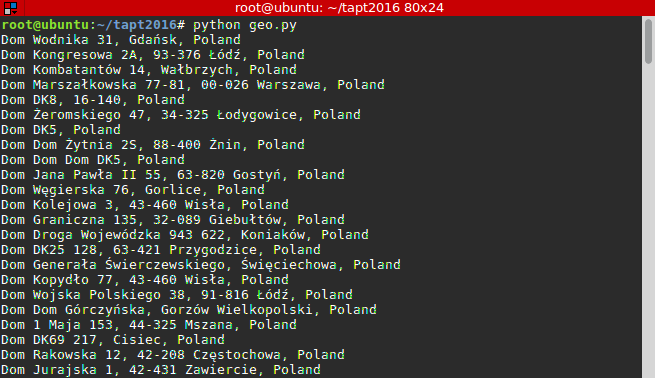 root@ubuntu: ~/tapt2016 80x24
root@ubuntu:~/tapt2016# python geo.py
Dom Wodnika 31, Gdańsk, Poland
Dom Kongresowa 2A, 93-376 Łódź, Poland
Dom Kombatantów 14, Wałbrzych, Poland
Dom Marszałkowska 77-81, 00-026 Warszawa, Poland
Dom DK8, 16-140, Poland
Dom Żeromskiego 47, 34-325 Łodygowice, Poland
Dom DK5, Poland
Dom Dom Żytnia 2S, 88-400 Żnin, Poland
Dom Dom Dom DK5, Poland
Dom Jana Pawła II 55, 63-820 Gostyń, Poland
Dom Węgierska 76, Gorlice, Poland
Dom Kolejowa 3, 43-460 Wisła, Poland
Dom Graniczna 135, 32-089 Giebułtów, Poland
Dom Droga Wojewódzka 943 622, Koniaków, Poland
Dom DK25 128, 63-421 Przygodzice, Poland
Dom Generała Świerczewskiego, Święciechowa, Poland
Dom Kopydło 77, 43-460 Wisła, Poland
Dom Wojska Polskiego 38, 91-816 Łódź, Poland
Dom Dom Górczyńska, Gorzów Wielkopolski, Poland
Dom 1 Maja 153, 44-325 Mszana, Poland
Dom DK69 217, Cisiec, Poland
Dom Rakowska 12, 42-208 Częstochowa, Poland
Dom Jurajska 1, 42-431 Zawiercie, Poland